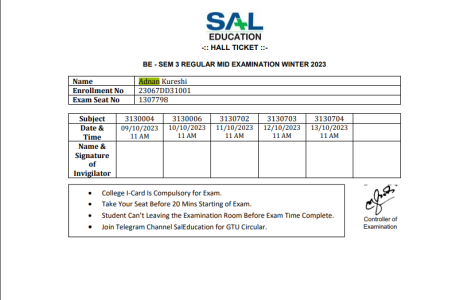 SAL
EDUCATION
-:: HALL TICKET ::-
BE - SEM 3 REGULAR MID EXAMINATION WINTER 2023
Name Adnan Kureshi
Enrollment No 23067DD31001
Exam Seat No 1307798
Subject 3130004 3130006 3130702 3130703 3130704
Date & Time 09/10/2023 11 AM 10/10/2023 11 AM 11/10/2023 11 AM 12/10/2023 11 AM 13/10/2023 11 AM
Name &
Signature
of
Invigilator
• College I-Card Is Compulsory for Exam.
• Take Your Seat Before 20 Mins Starting of Exam.
• Student Can't Leaving the Examination Room Before Exam Time Complete.
• Join Telegram Channel SalEducation for GTU Circular.
Controller of
Examination